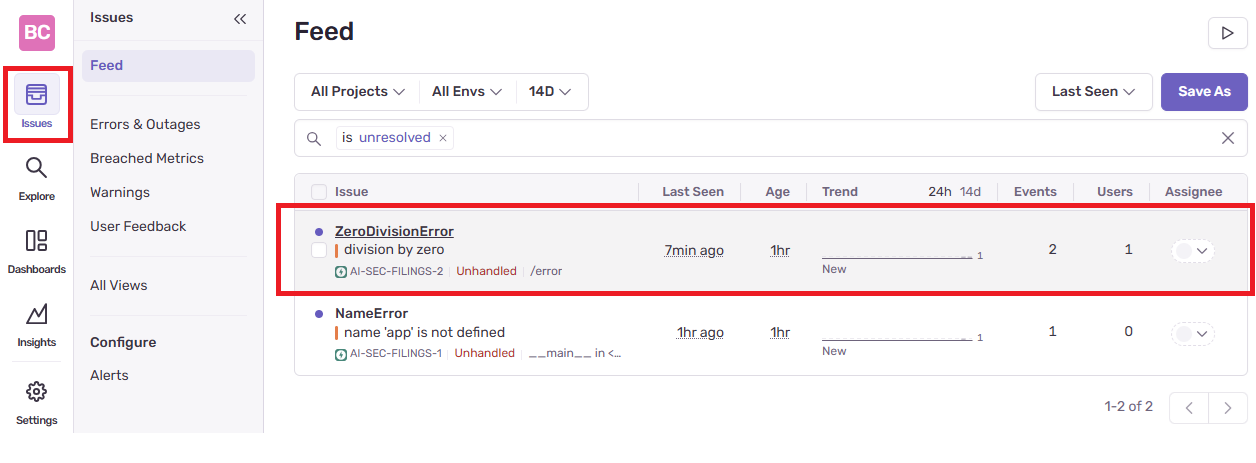 BC
Issues
Explore
Dashboards
Insights
Settings
Issues
Feed
Errors & Outages
Breached Metrics
Warnings
User Feedback
All Views
Configure
Alerts
Feed
All Projects All Envs 14D Last Seen Save As
is unresolved ×
Issue Last Seen Age Trend 24h 14d Events Users Assignee
ZeroDivisionError
division by zero 7min ago 1hr 1 2 1
New
AI-SEC-FILINGS-2 Unhandled /error
NameError
name 'app' is not defined 1hr ago 1hr 1 1 0
New
AI-SEC-FILINGS-1 Unhandled __main__ in <...
1-2 of 2